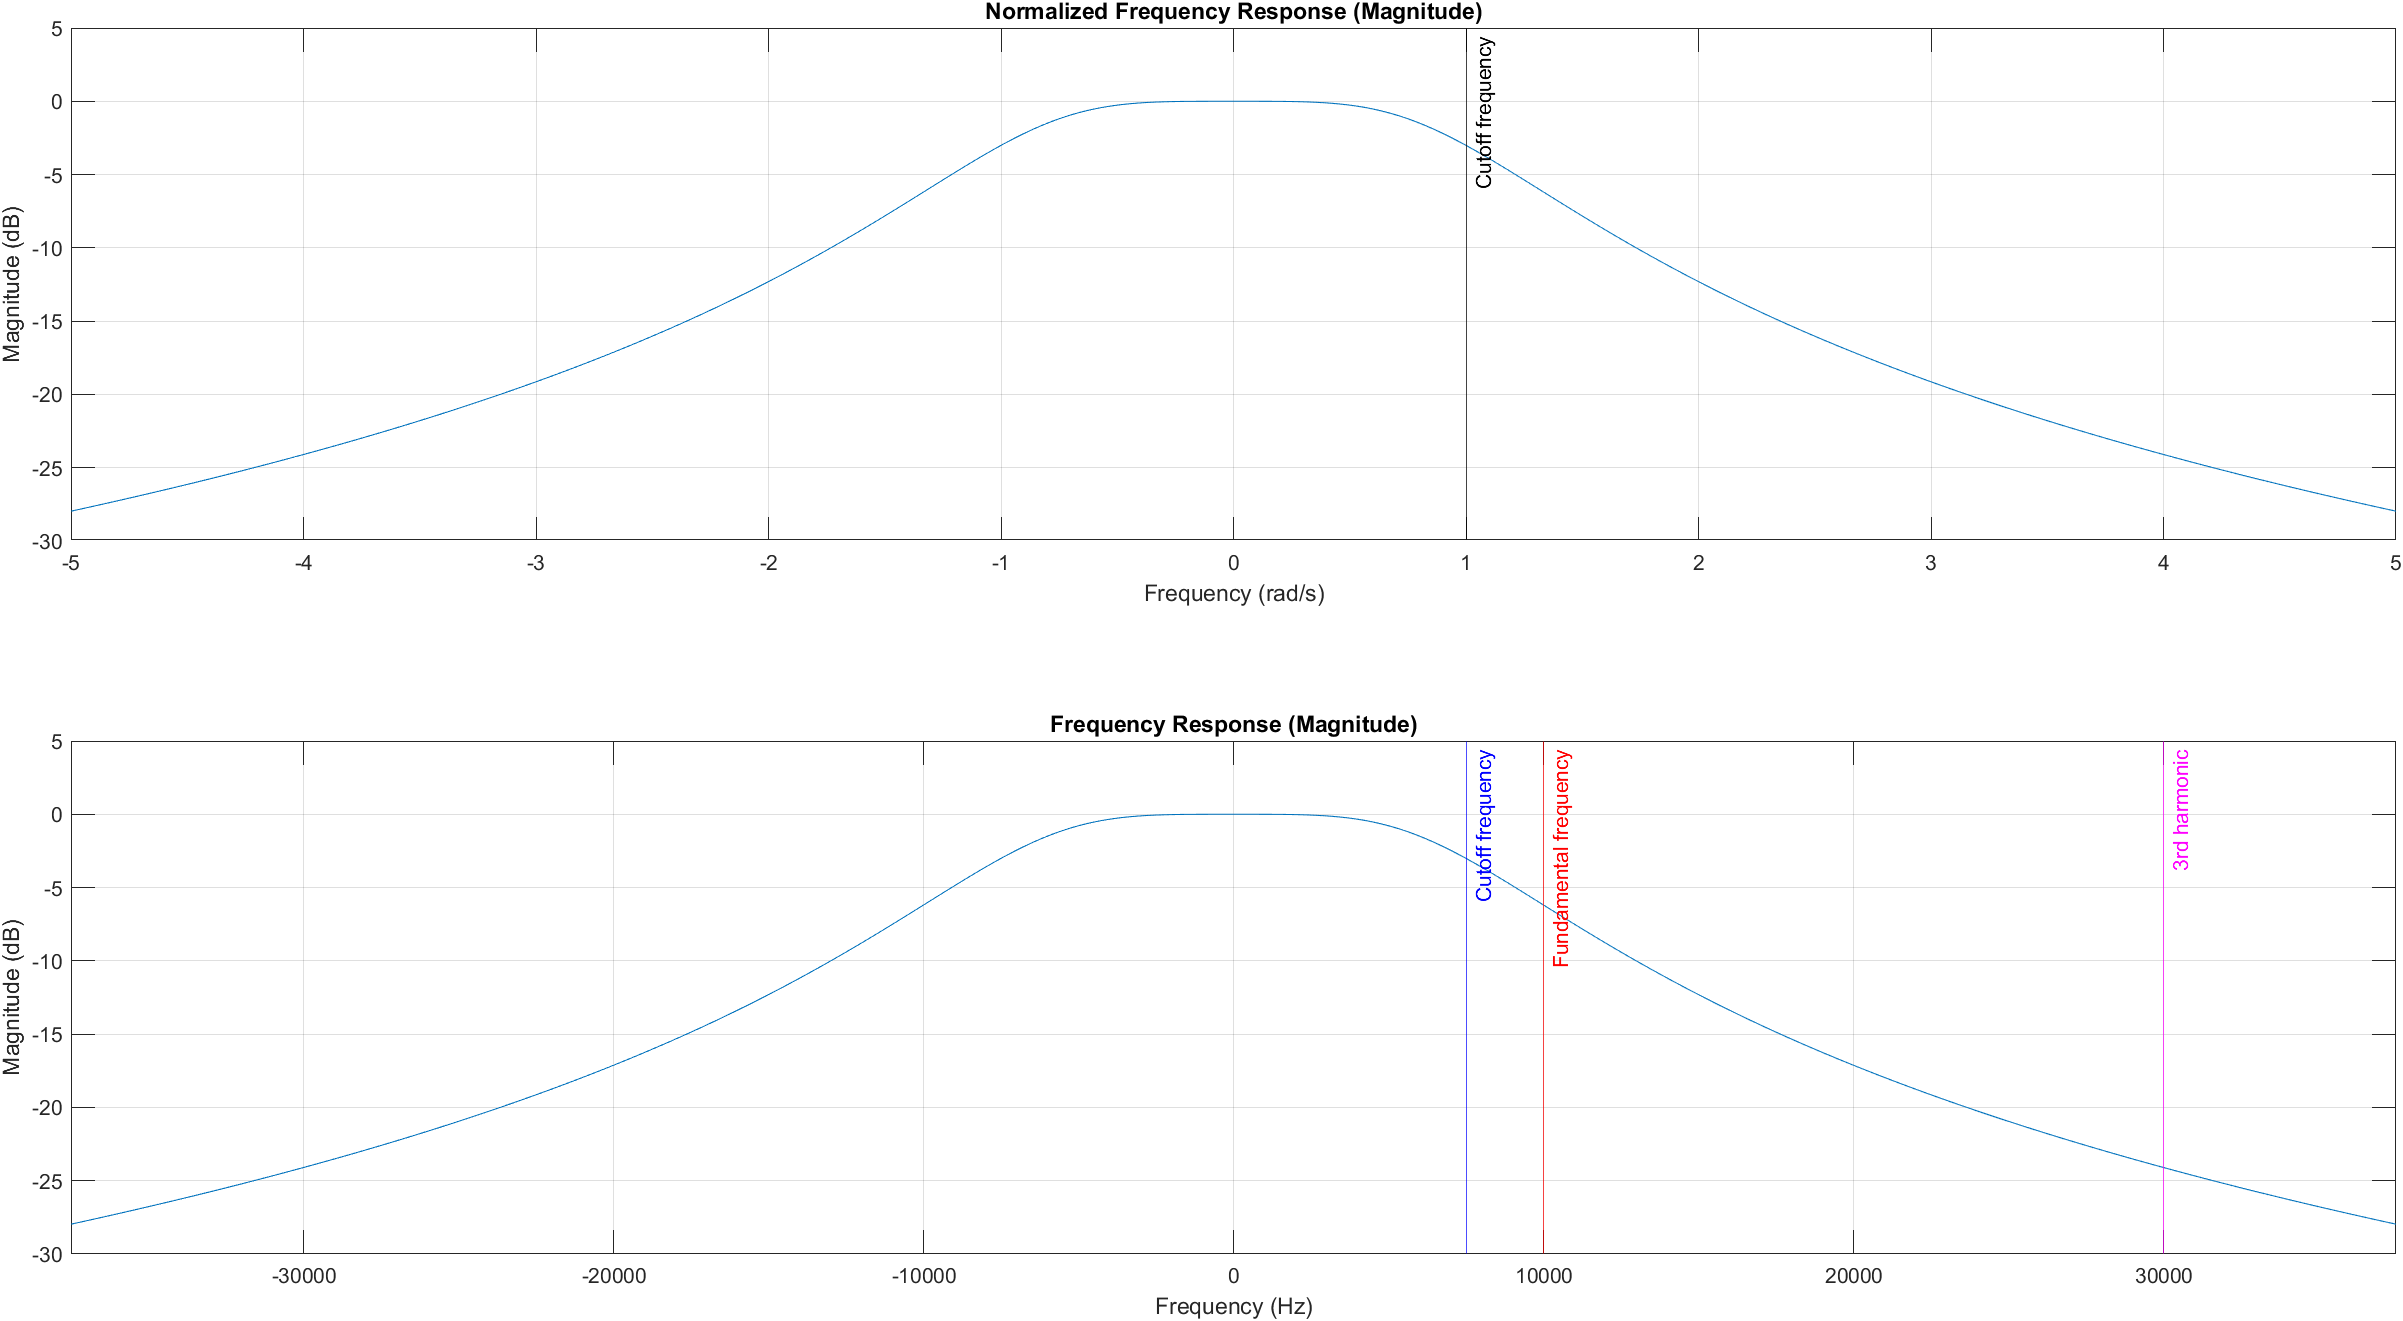 Normalized Frequency Response (Magnitude)
5
0
-5
-10
-15
-20
-25
-30
Magnitude (dB)
Cutoff frequency
-5 -4 -3 -2 -1 0 1 2 3 4 5
Frequency (rad/s)
Frequency Response (Magnitude)
5
0
-5
-10
-15
-20
-25
-30
Magnitude (dB)
Cutoff frequency
Fundamental frequency
3rd harmonic
-30000 -20000 -10000 0 10000 20000 30000
Frequency (Hz)